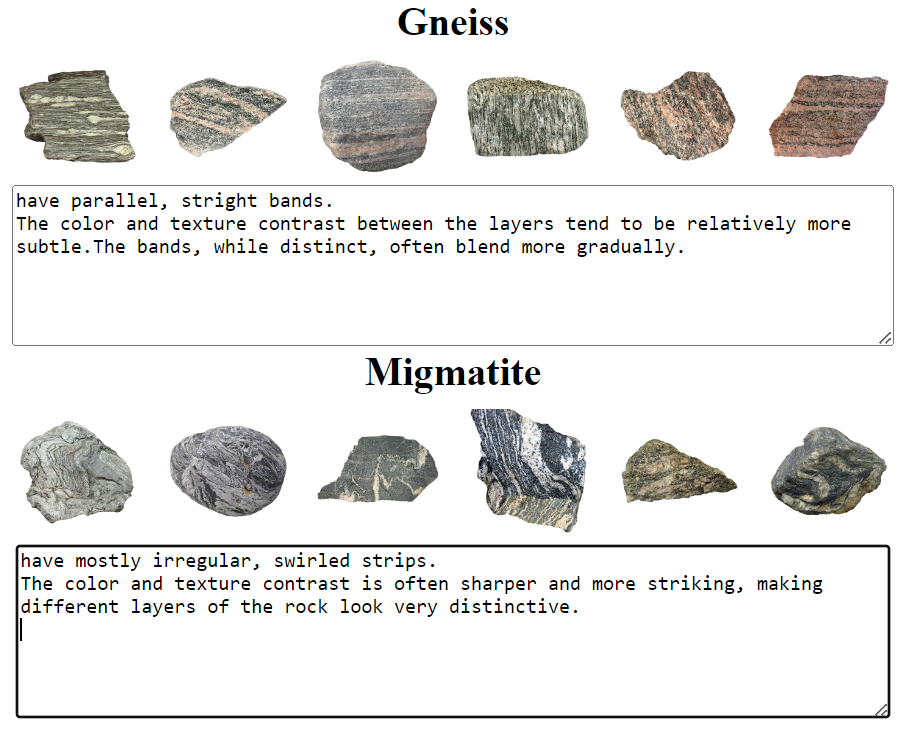 Gneiss
have parallel, stright bands.
The color and texture contrast between the layers tend to be relatively more
subtle.The bands, while distinct, often blend more gradually.
Migmatite
have mostly irregular, swirled strips.
The color and texture contrast is often sharper and more striking, making
different layers of the rock look very distinctive.